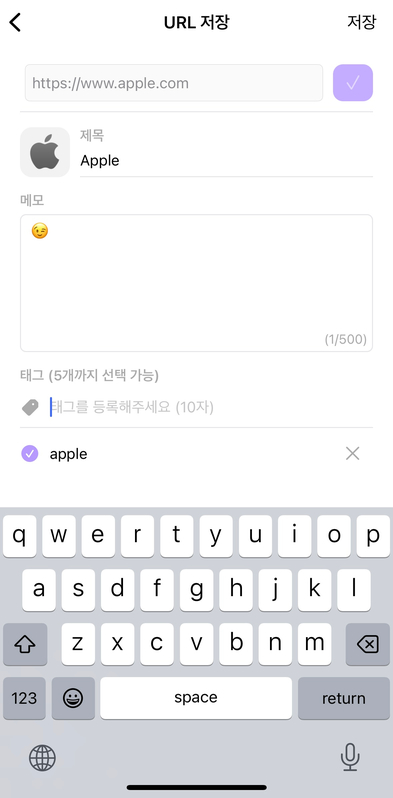 URL 저장 저장
https://www.apple.com
제목
Apple
메모
😉
(1/500)
태그 (5개까지 선택 가능)
태그를 등록해주세요 (10자)
apple
q w e r t y u i o p
a s d f g h j k l
z x c v b n m
123 space return